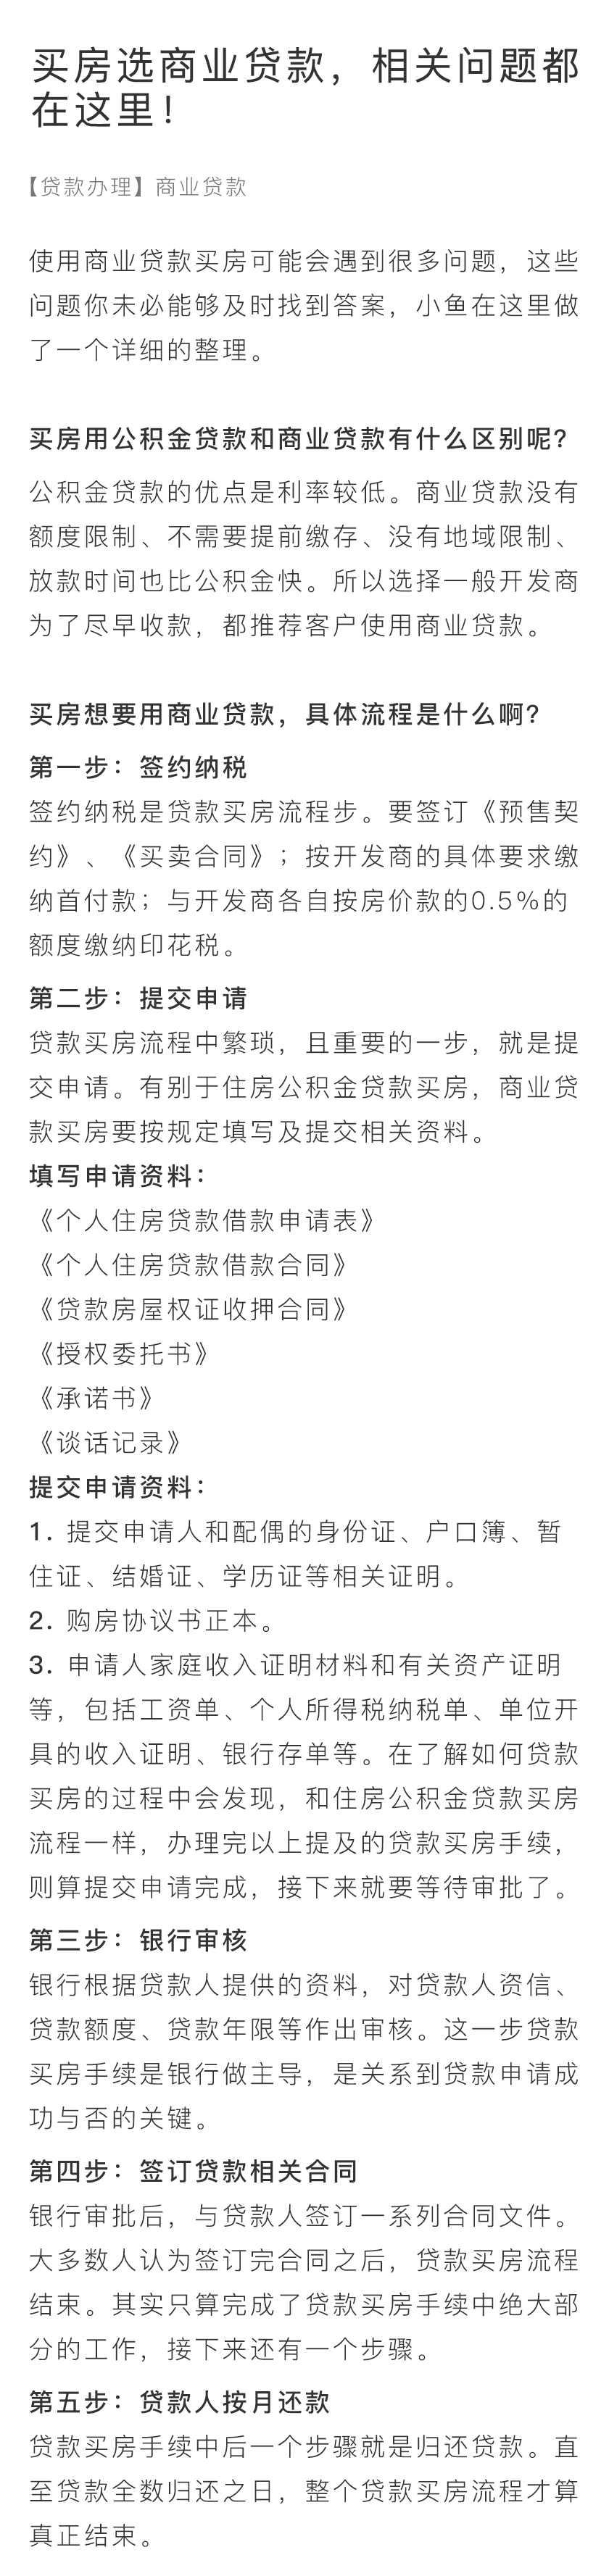 买房选商业贷款，相关问题都
在这里！
【贷款办理】商业贷款
使用商业贷款买房可能会遇到很多问题，这些
问题你未必能够及时找到答案，小鱼在这里做
了一个详细的整理。
买房用公积金贷款和商业贷款有什么区别呢？
公积金贷款的优点是利率较低。商业贷款没有
额度限制、不需要提前缴存、没有地域限制、
放款时间也比公积金快。所以选择一般开发商
为了尽早收款，都推荐客户使用商业贷款。
买房想要用商业贷款，具体流程是什么啊？
第一步：签约纳税
签约纳税是贷款买房流程步。要签订《预售契
约》、《买卖合同》；按开发商的具体要求缴
纳首付款；与开发商各自按房价款的0.5%的
额度缴纳印花税。
第二步：提交申请
贷款买房流程中繁琐，且重要的一步，就是提
交申请。有别于住房公积金贷款买房，商业贷
款买房要按规定填写及提交相关资料。
填写申请资料：
《个人住房贷款借款申请表》
《个人住房贷款借款合同》
《贷款房屋权证收押合同》
《授权委托书》
《承诺书》
《谈话记录》
提交申请资料：
1. 提交申请人和配偶的身份证、户口簿、暂
住证、结婚证、学历证等相关证明。
2. 购房协议书正本。
3. 申请人家庭收入证明材料和有关资产证明
等，包括工资单、个人所得税纳税单、单位开
具的收入证明、银行存单等。在了解如何贷款
买房的过程中会发现，和住房公积金贷款买房
流程一样，办理完以上提及的贷款买房手续，
则算提交申请完成，接下来就要等待审批了。
第三步：银行审核
银行根据贷款人提供的资料，对贷款人资信、
贷款额度、贷款年限等作出审核。这一步贷款
买房手续是银行做主导，是关系到贷款申请成
功与否的关键。
第四步：签订贷款相关合同
银行审批后，与贷款人签订一系列合同文件。
大多数人认为签订完合同之后，贷款买房流程
结束。其实只算完成了贷款买房手续中绝大部
分的工作，接下来还有一个步骤。
第五步：贷款人按月还款
贷款买房手续中后一个步骤就是归还贷款。直
至贷款全数归还之日，整个贷款买房流程才算
真正结束。